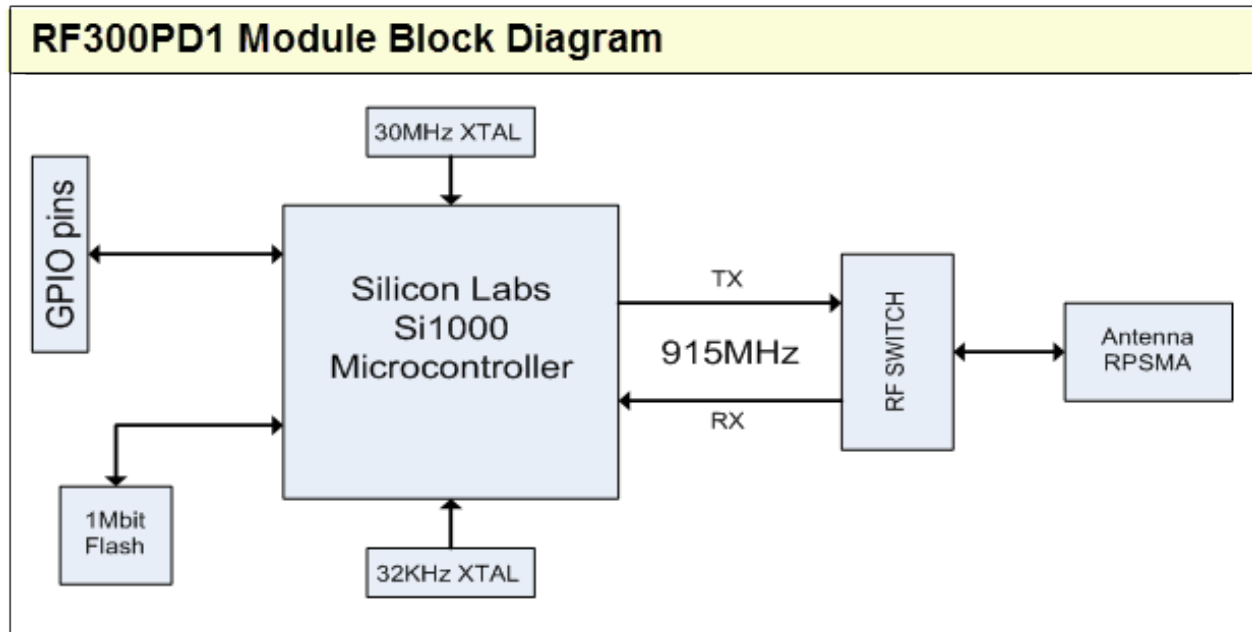 RF300PD1 Module Block Diagram
30MHz XTAL
GPIO pins
Silicon Labs
Si1000
Microcontroller
TX
915MHz
RX
RF SWITCH
Antenna
RPSMA
1Mbit
Flash
32KHz XTAL